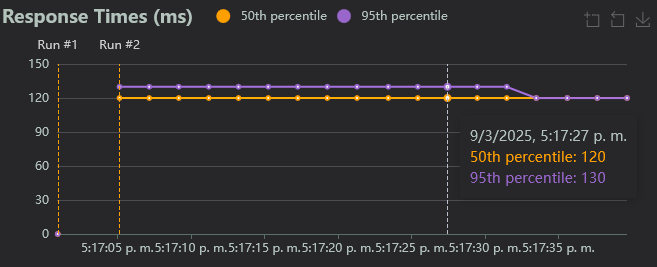 Response Times (ms) 50th percentile 95th percentile
Run #1 Run #2
150
120
90
60
30
0
9/3/2025, 5:17:27 p. m.
50th percentile: 120
95th percentile: 130
5:17:05 p. m. 5:17:10 p. m. 5:17:15 p. m. 5:17:20 p. m. 5:17:25 p. m. 5:17:30 p. m. 5:17:35 p. m.